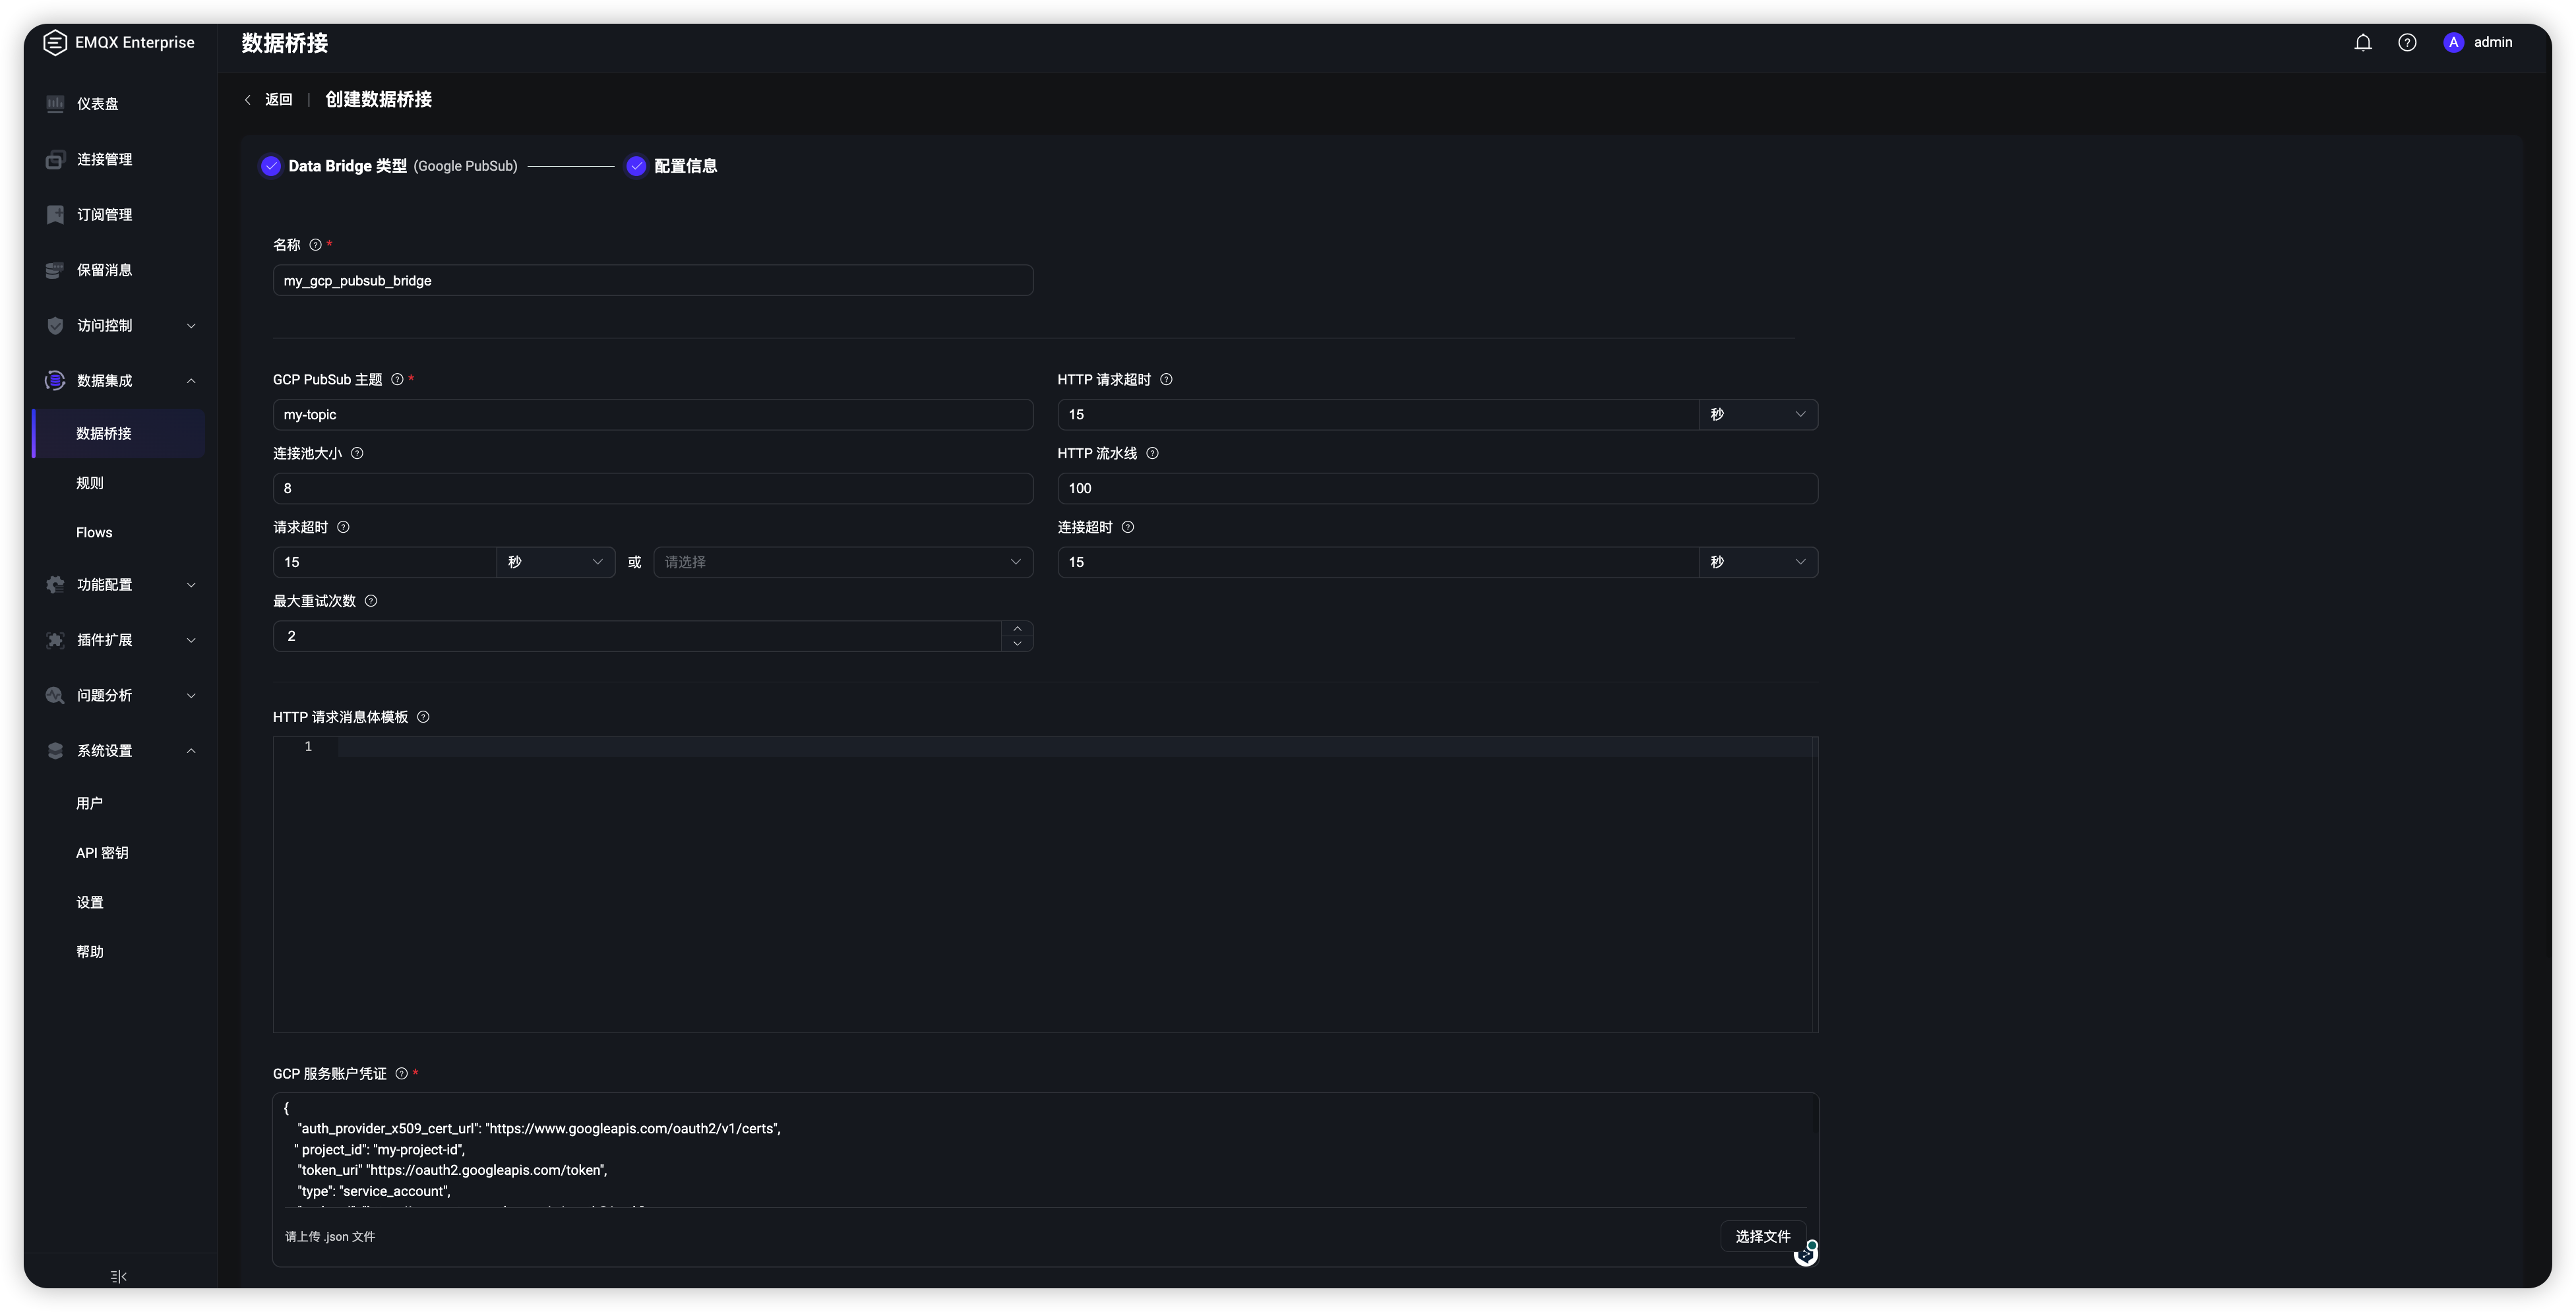 EMQX Enterprise
数据桥接
A admin
仪表盘
连接管理
订阅管理
保留消息
访问控制
数据集成
数据桥接
规则
Flows
功能配置
插件扩展
问题分析
系统设置
用户
API 密钥
设置
帮助
返回 | 创建数据桥接
Data Bridge 类型 (Google PubSub)
配置信息
名称 *
my_gcp_pubsub_bridge
GCP PubSub 主题 *
HTTP 请求超时
my-topic
15 秒
连接池大小
HTTP 流水线
8
100
请求超时
连接超时
15 秒 或 请选择
15 秒
最大重试次数
2
HTTP 请求消息体模板
1
GCP 服务账户凭证 *
{
"auth_provider_x509_cert_url": "https://www.googleapis.com/oauth2/v1/certs",
" project_id": "my-project-id",
"token_uri" "https://oauth2.googleapis.com/token",
"type": "service_account",
请上传 .json 文件
选择文件